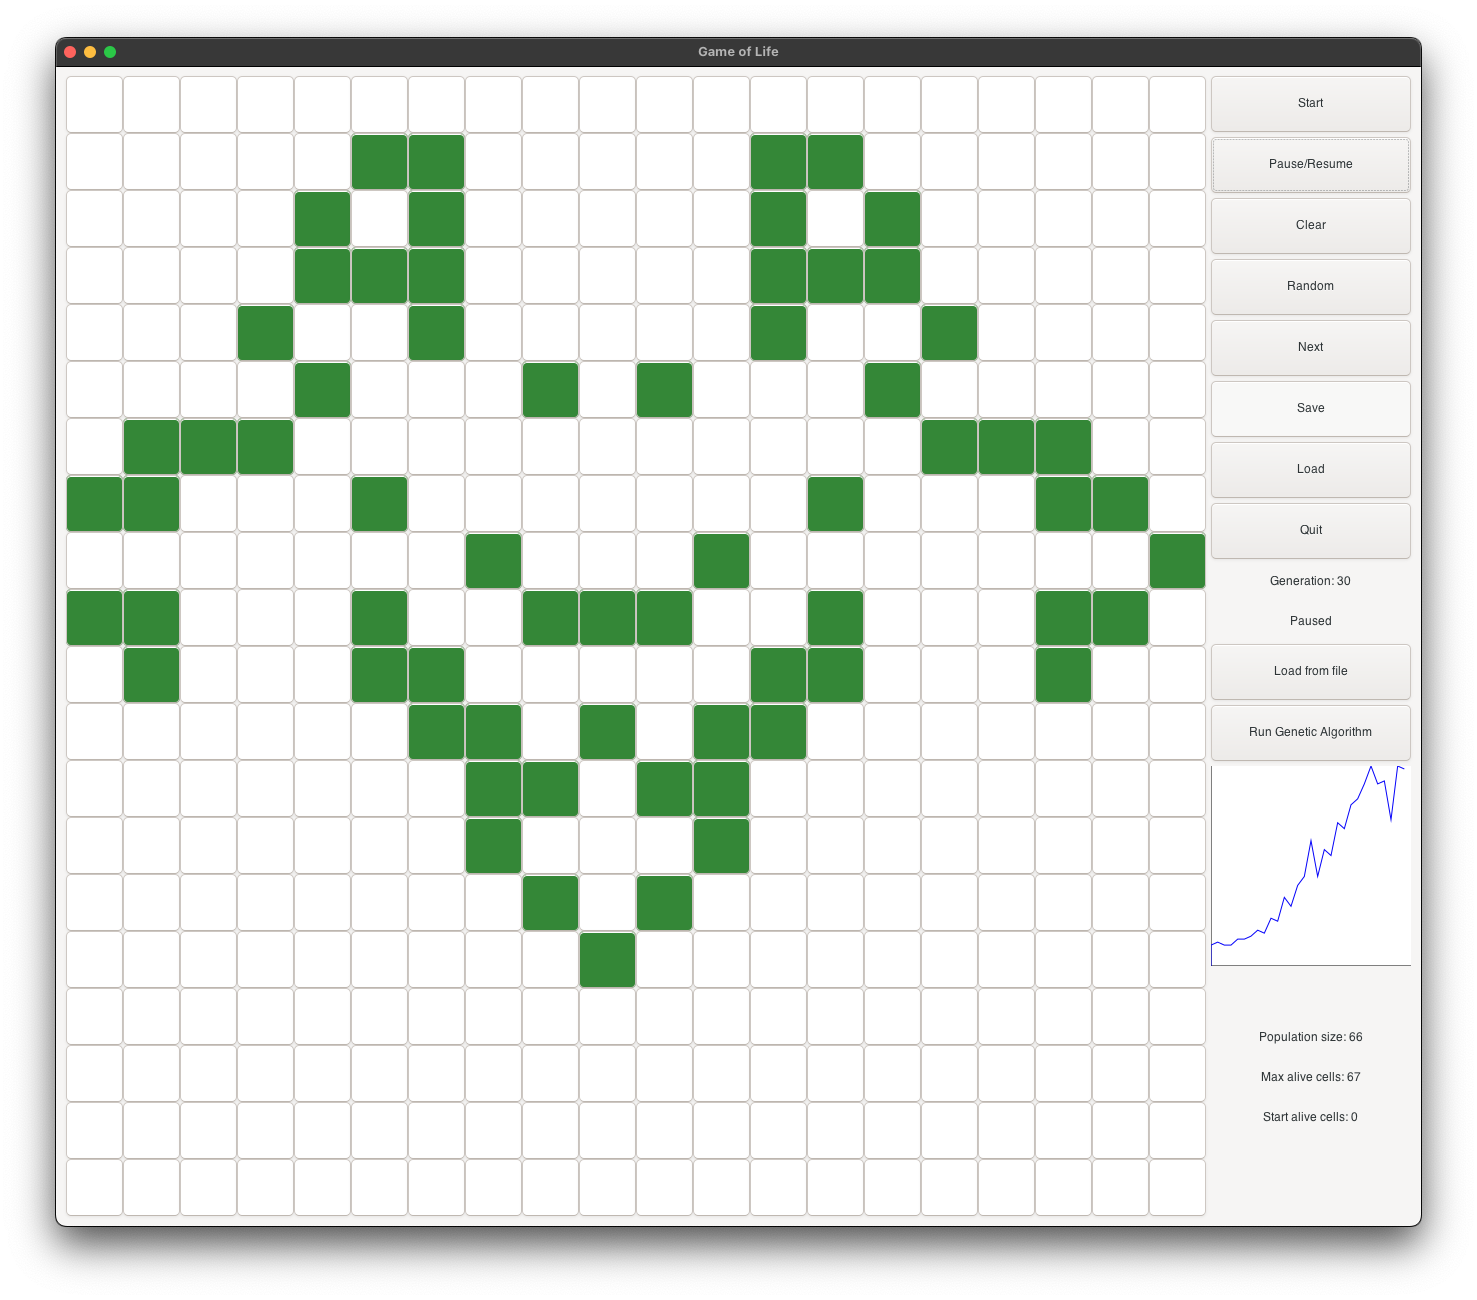 Game of Life
Start
Pause/Resume
Clear
Random
Next
Save
Load
Quit
Generation: 30
Paused
Load from file
Run Genetic Algorithm
Population size: 66
Max alive cells: 67
Start alive cells: 0